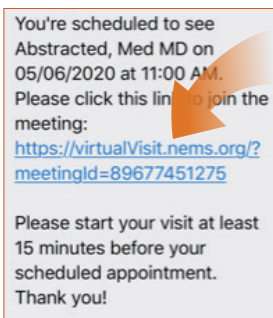 You're scheduled to see
Abstracted, Med MD on
05/06/2020 at 11:00 AM.
Please click this link to join the
meeting:
https://virtualVisit.nems.org/?
meetingId=89677451275
Please start your visit at least
15 minutes before your
scheduled appointment.
Thank you!